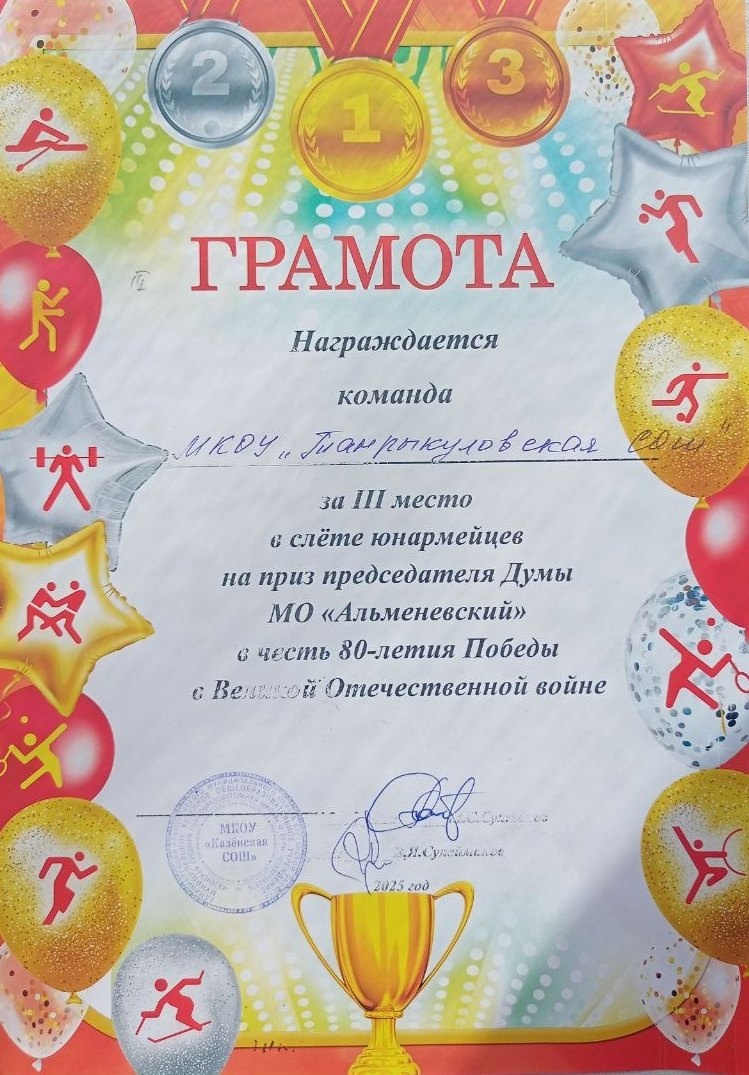 2
1
3
ГРАМОТА
Награждается
команда
МКОУ „Танрыкуловская СОШ"
за III место
в слёте юнармейцев
на приз председателя Думы
МО «Альменевский»
в честь 80-летия Победы
в Великой Отечественной войне
МКОУ
«Казёнская
СОШ»
2025 год